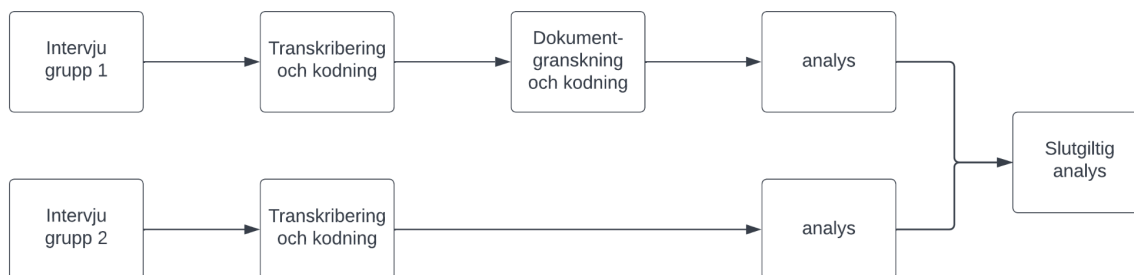 Intervju
grupp 1
Transkribering
och kodning
Dokument-
granskning
och kodning
analys
Intervju
grupp 2
Transkribering
och kodning
analys
Slutgiltig
analys